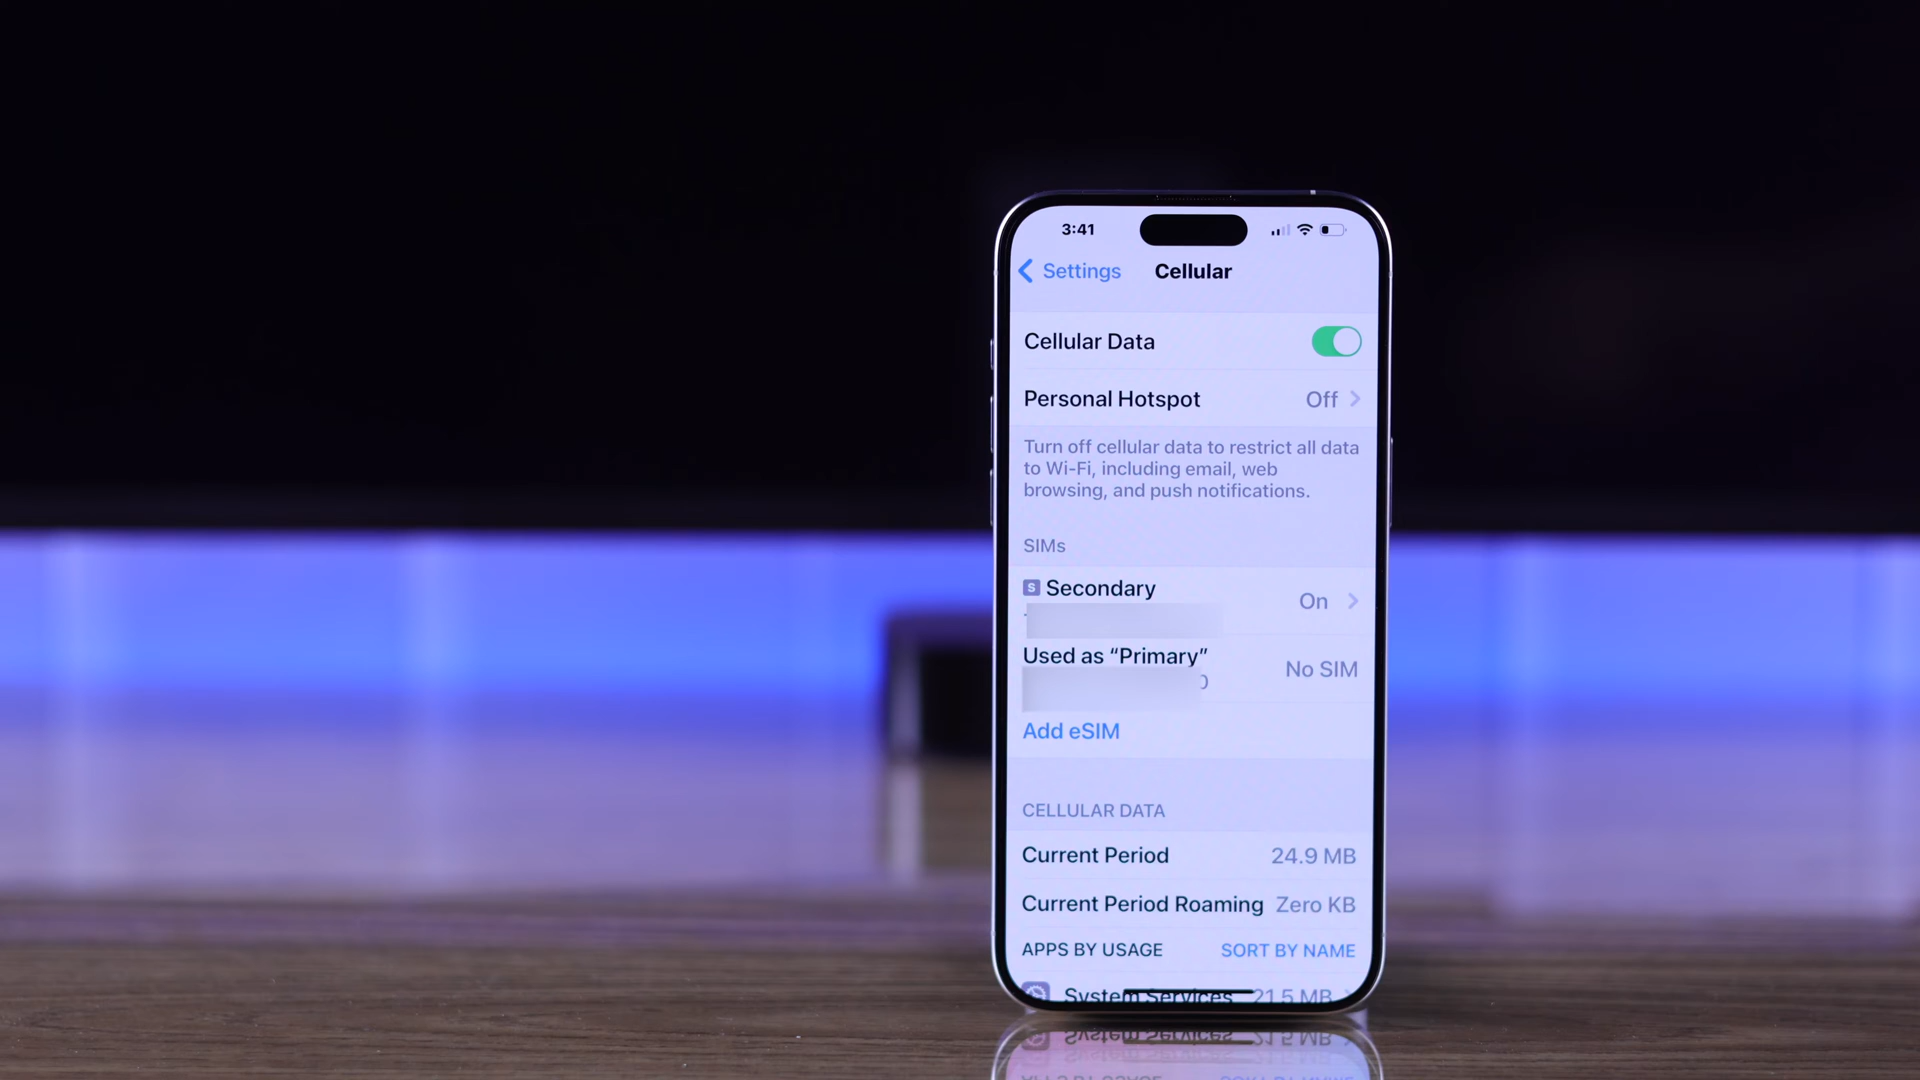 3:41
Settings
Cellular
Cellular Data
Personal Hotspot Off
Turn off cellular data to restrict all data
to Wi-Fi, including email, web
browsing, and push notifications.
SIMs
S Secondary
On
Used as “Primary”
No SIM
Add eSIM
CELLULAR DATA
Current Period 24.9 MB
Current Period Roaming Zero KB
APPS BY USAGE SORT BY NAME
System Services 21.5 MB